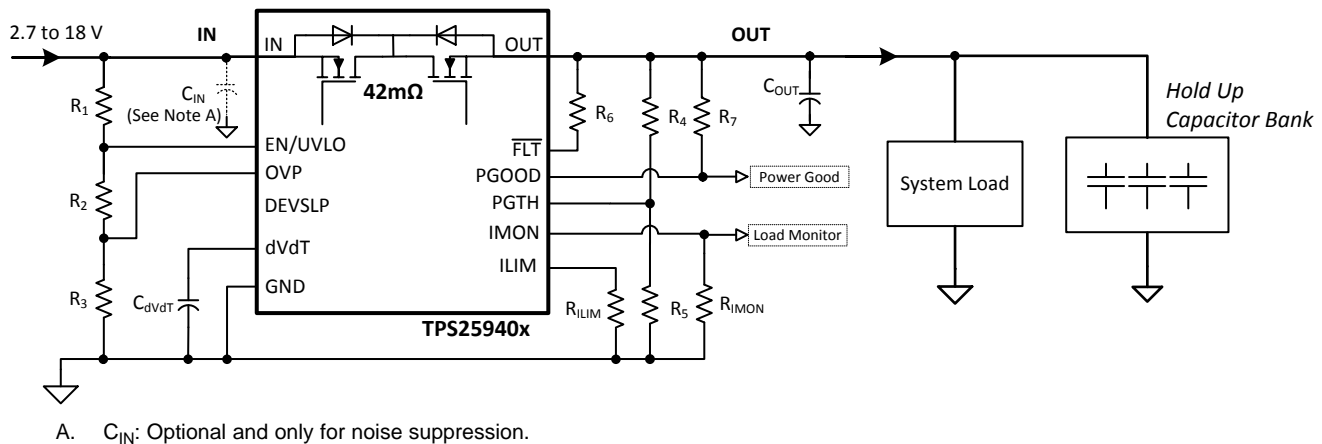 2.7 to 18 V
IN
IN
OUT
OUT
42mΩ
R1
CIN
(See Note A)
R6
R4
R7
COUT
Hold Up
Capacitor Bank
EN/UVLO
FLT
OVP
PGOOD
Power Good
System Load
R2
DEVSLP
PGTH
dVdT
IMON
Load Monitor
ILIM
R3
CdVdT
GND
RILIM
R5
RIMON
TPS25940x
A. CIN: Optional and only for noise suppression.